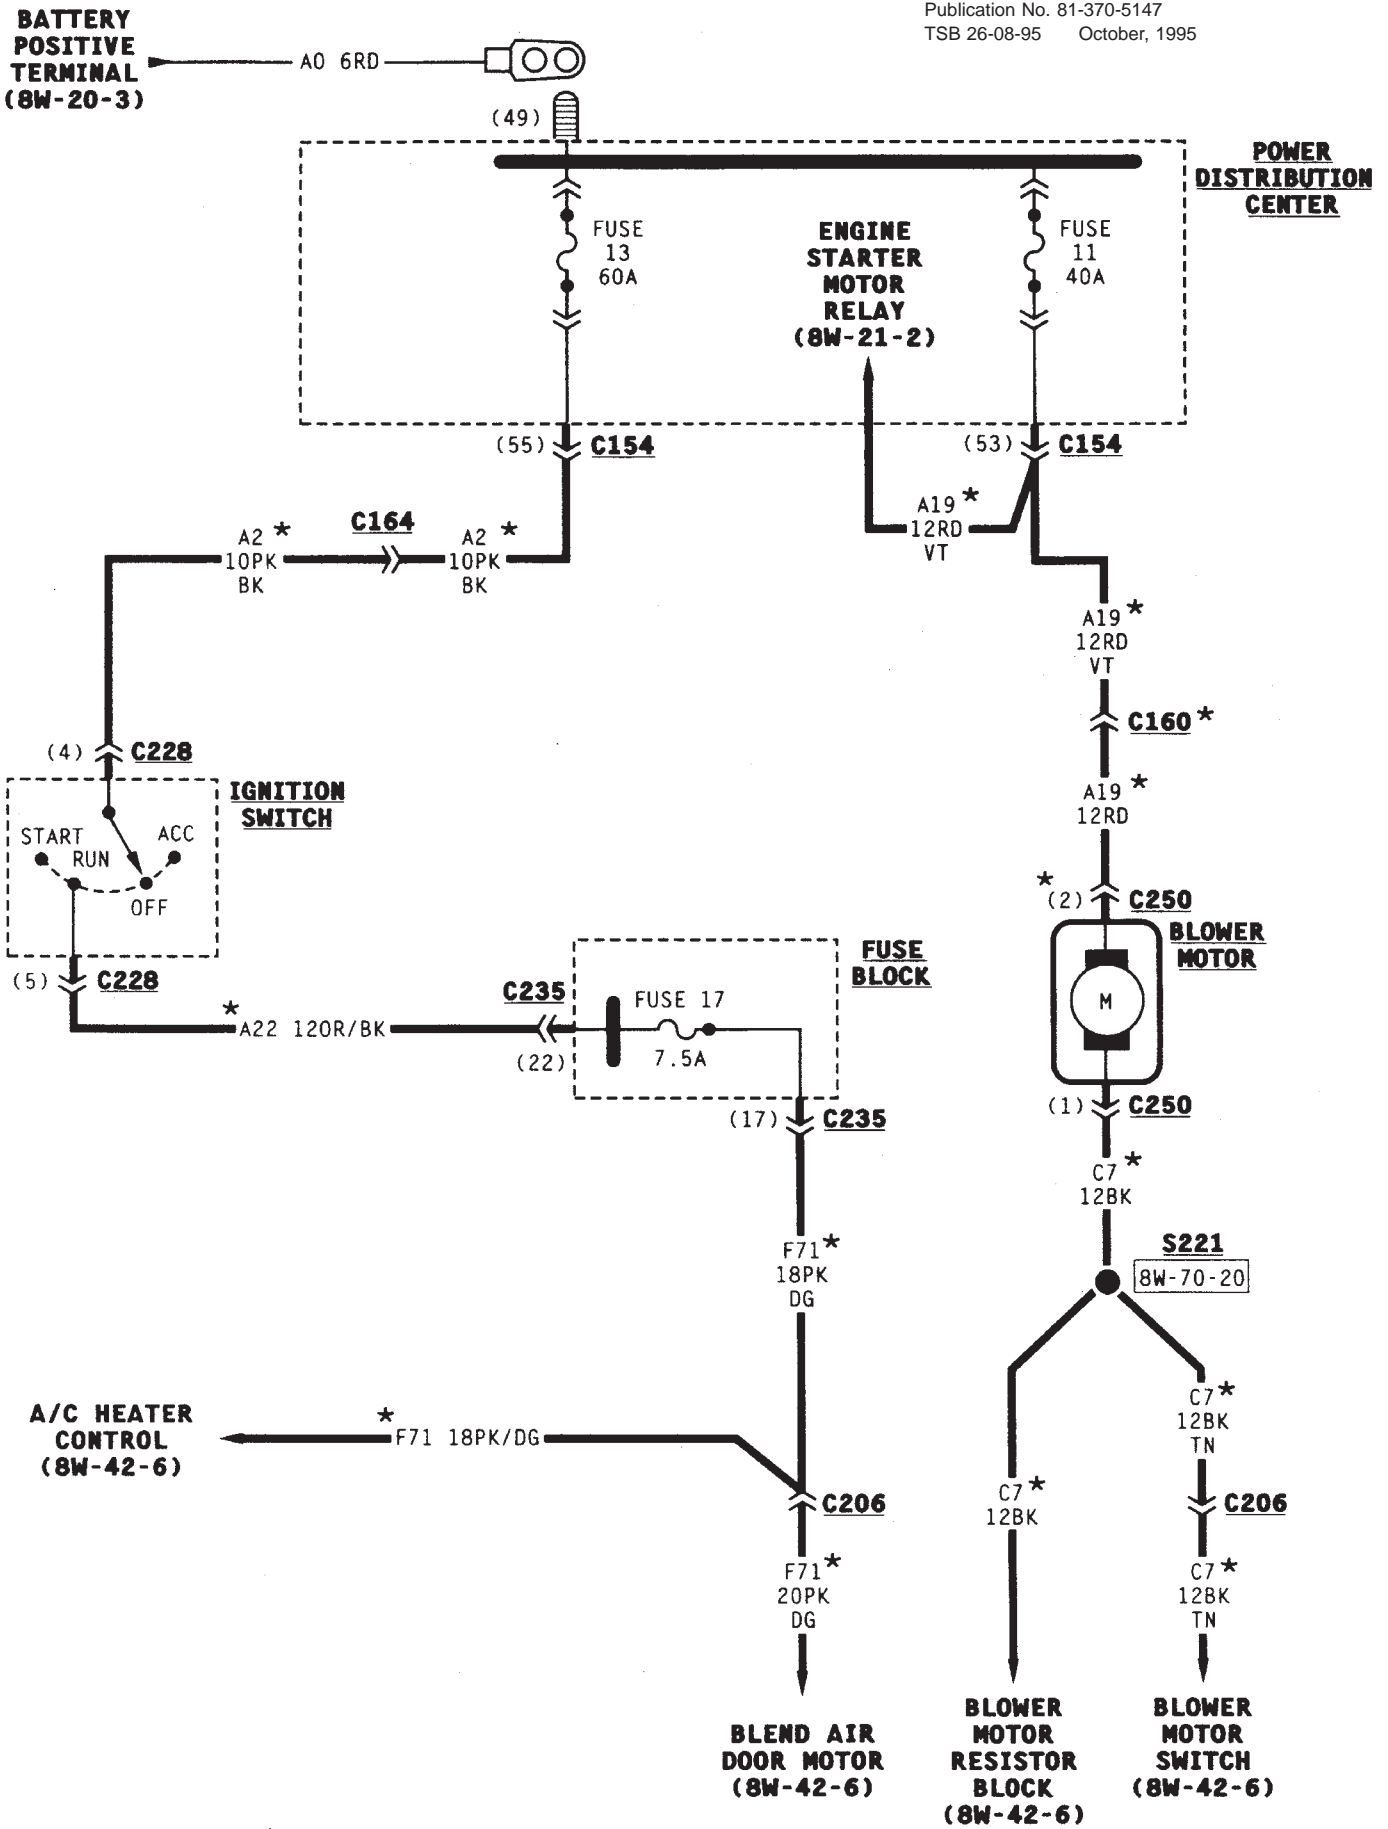 Publication No. 81-370-5147
TSB 26-08-95 October, 1995
BATTERY
POSITIVE
TERMINAL
(8W-20-3)
A0 6RD
(49)
POWER
DISTRIBUTION
CENTER
FUSE
13
60A
ENGINE
STARTER
MOTOR
RELAY
(8W-21-2)
FUSE
11
40A
(55) C154
(53) C154
A19*
12RD
VT
C164
A2*
10PK
BK
A2*
10PK
BK
A19*
12RD
VT
C160*
(4) C228
IGNITION
SWITCH
START
RUN
ACC
OFF
A19*
12RD
*
(2) C250
BLOWER
MOTOR
M
(5) C228
*
A22 12OR/BK
C235
(22)
FUSE
BLOCK
FUSE 17
7.5A
(17) C235
(1) C250
C7*
12BK
S221
8W-70-20
F71*
18PK
DG
A/C HEATER
CONTROL
(8W-42-6)
*
F71 18PK/DG
C7*
12BK
TN
C206
C7*
12BK
C206
F71*
20PK
DG
C7*
12BK
TN
BLEND AIR
DOOR MOTOR
(8W-42-6)
BLOWER
MOTOR
RESISTOR
BLOCK
(8W-42-6)
BLOWER
MOTOR
SWITCH
(8W-42-6)